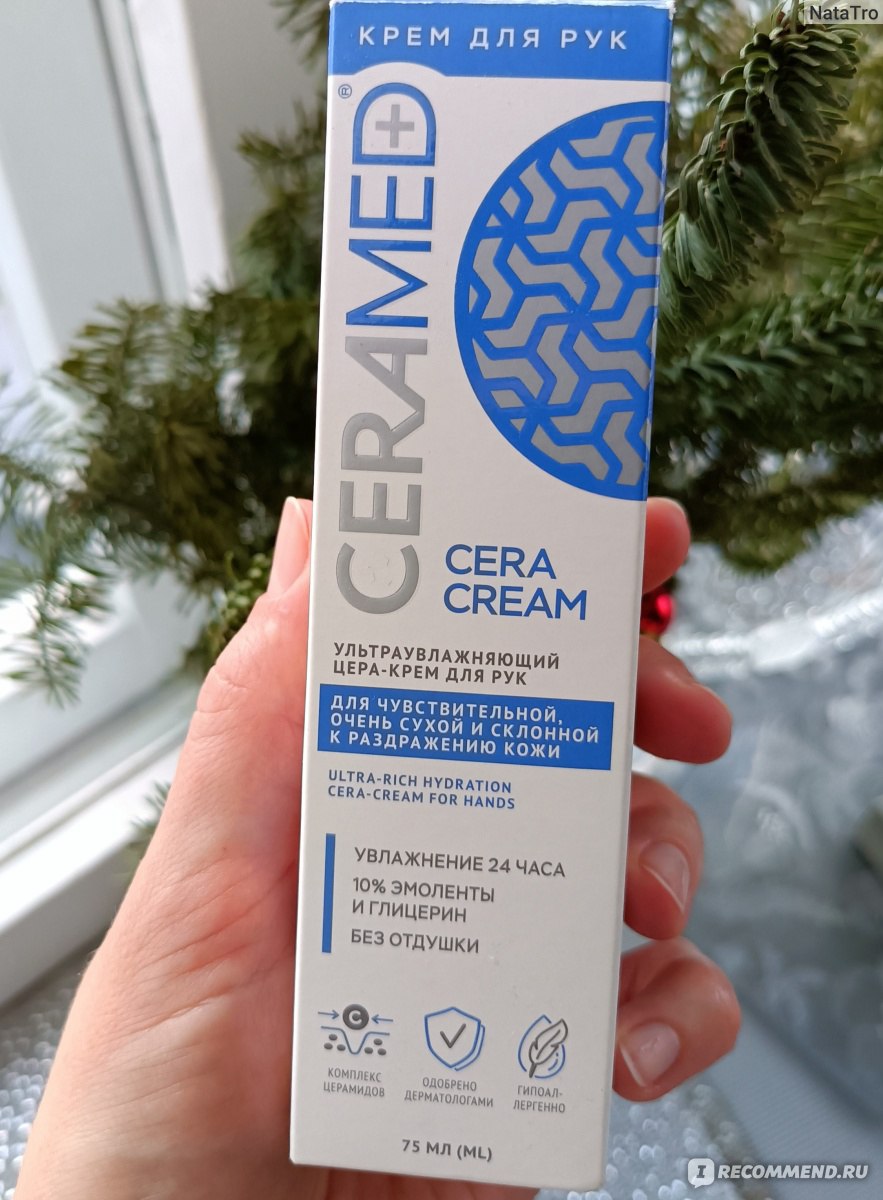 NataTro
КРЕМ ДЛЯ РУК
CERAMED+®
CERA
CREAM
УЛЬТРАУВЛАЖНЯЮЩИЙ
ЦЕРА-КРЕМ ДЛЯ РУК
ДЛЯ ЧУВСТВИТЕЛЬНОЙ,
ОЧЕНЬ СУХОЙ И СКЛОННОЙ
К РАЗДРАЖЕНИЮ КОЖИ
ULTRA-RICH HYDRATION
CERA-CREAM FOR HANDS
УВЛАЖНЕНИЕ 24 ЧАСА
10% ЭМОЛЕНТЫ
И ГЛИЦЕРИН
БЕЗ ОТДУШКИ
C
КОМПЛЕКС
ЦЕРАМИДОВ
ОДОБРЕНО
ДЕРМАТОЛОГАМИ
ГИПОАЛ-
ЛЕРГЕННО
75 МЛ (ML)
IRECOMMEND.RU